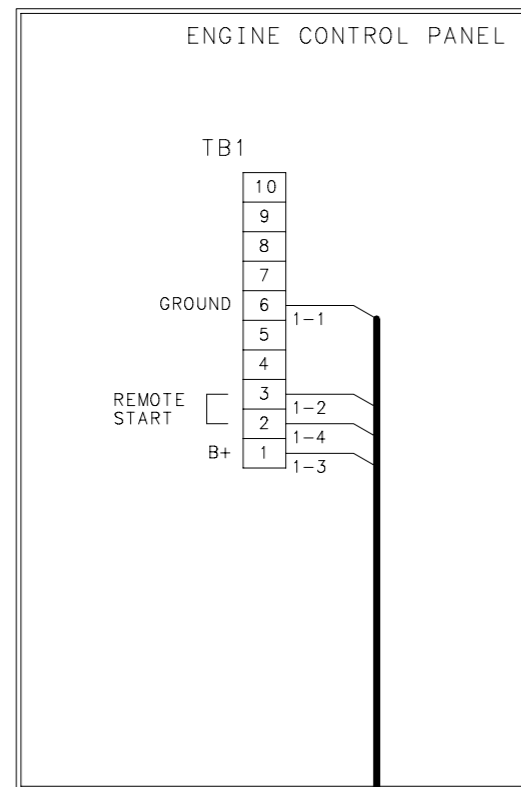 ENGINE CONTROL PANEL
TB1
10
9
8
7
GROUND 6
1-1
5
4
3
REMOTE
START
1-2
2
1-4
B+ 1
1-3